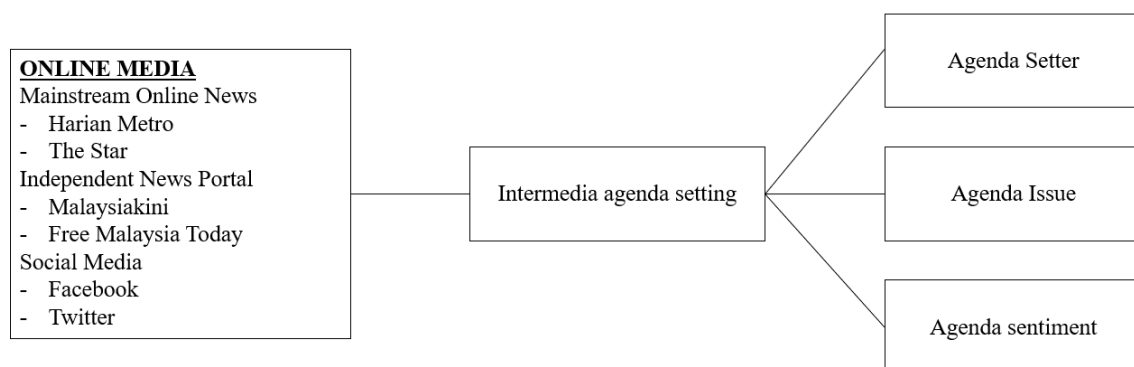 ONLINE MEDIA
Mainstream Online News
- Harian Metro
- The Star
Independent News Portal
- Malaysiakini
- Free Malaysia Today
Social Media
- Facebook
- Twitter
Intermedia agenda setting
Agenda Setter
Agenda Issue
Agenda sentiment